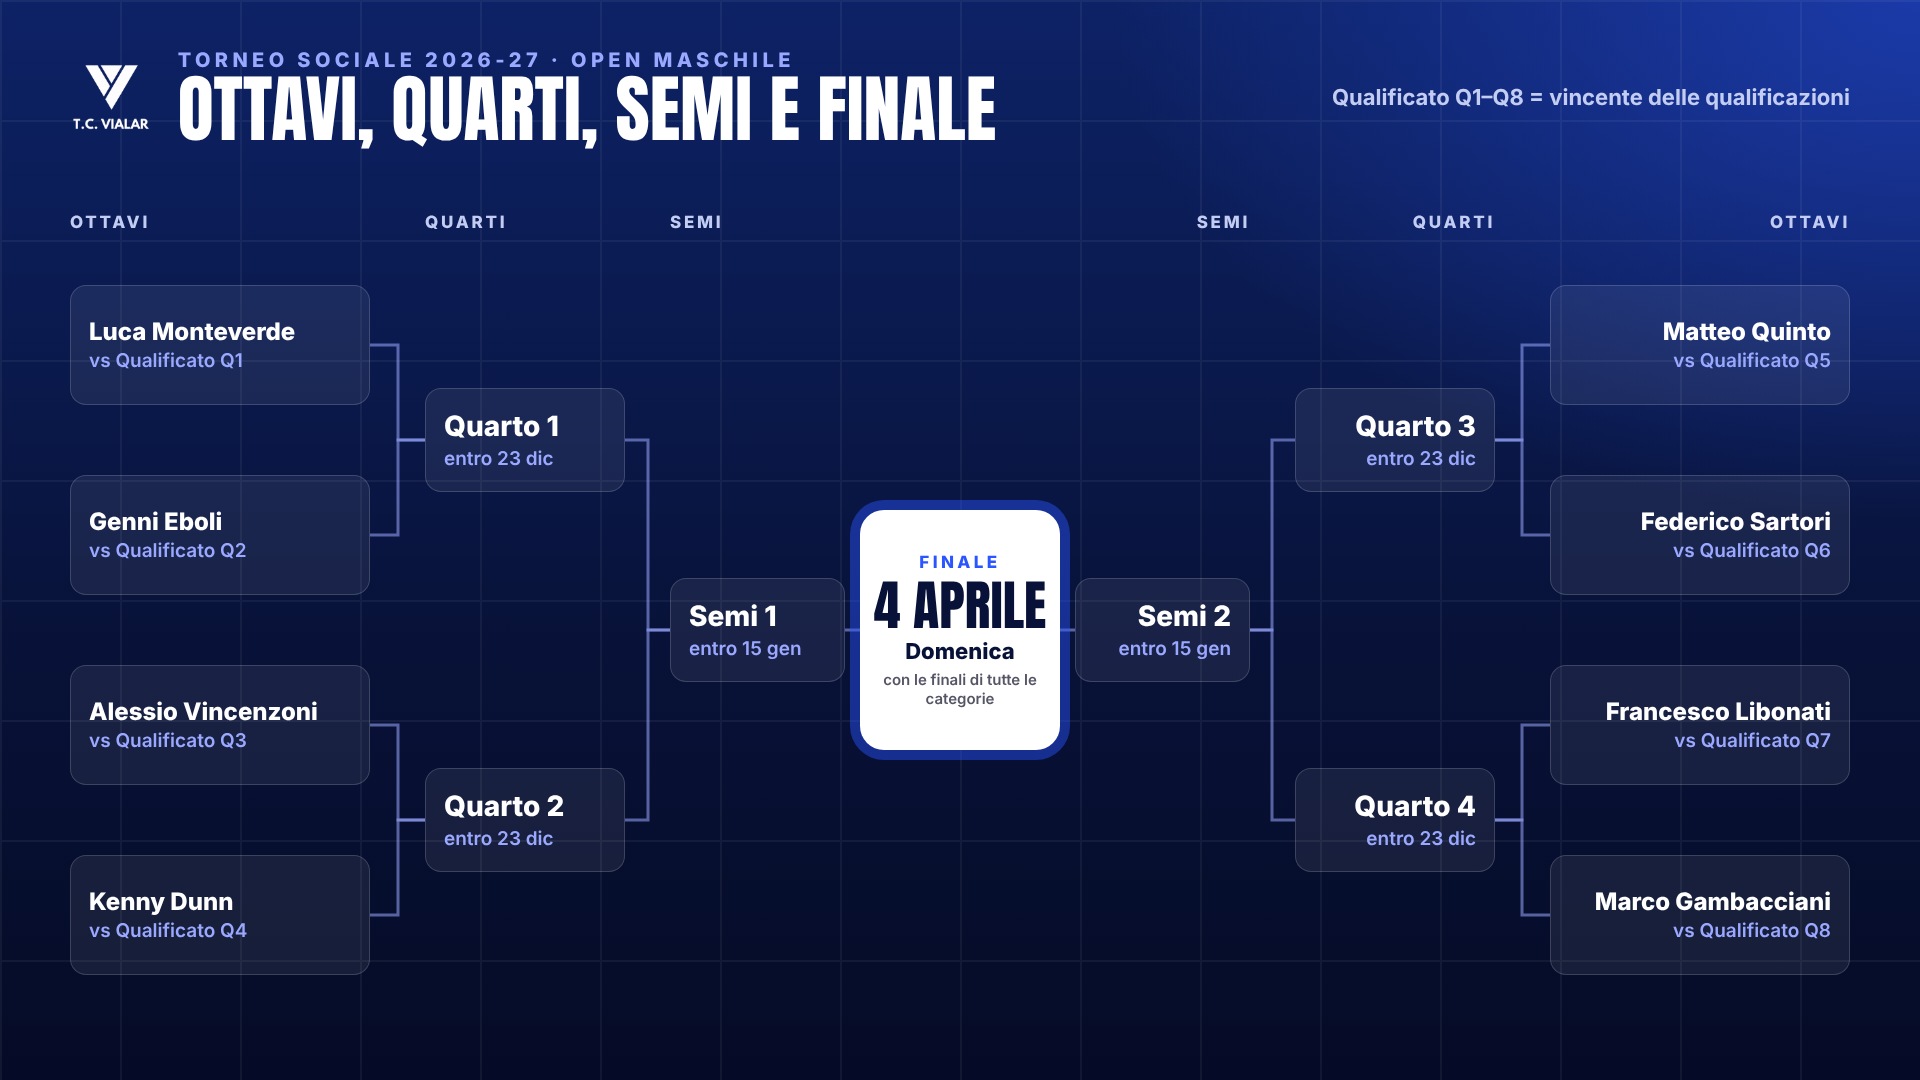 TORNEO SOCIALE 2026-27 · OPEN MASCHILE
T.C. VIALAR
OTTAVI, QUARTI, SEMI E FINALE
Qualificato Q1–Q8 = vincente delle qualificazioni
OTTAVI
QUARTI
SEMI
SEMI
QUARTI
OTTAVI
Luca Monteverde
vs Qualificato Q1
Genni Eboli
vs Qualificato Q2
Alessio Vincenzoni
vs Qualificato Q3
Kenny Dunn
vs Qualificato Q4
Quarto 1
entro 23 dic
Quarto 2
entro 23 dic
Semi 1
entro 15 gen
FINALE
4 APRILE
Domenica
con le finali di tutte le
categorie
Semi 2
entro 15 gen
Quarto 3
entro 23 dic
Quarto 4
entro 23 dic
Matteo Quinto
vs Qualificato Q5
Federico Sartori
vs Qualificato Q6
Francesco Libonati
vs Qualificato Q7
Marco Gambacciani
vs Qualificato Q8